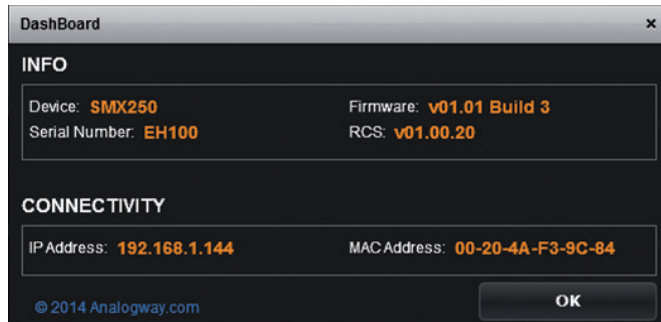 DashBoard ×
INFO
Device: SMX250 Firmware: v01.01 Build 3
Serial Number: EH100 RCS: v01.00.20
CONNECTIVITY
IP Address: 192.168.1.144 MAC Address: 00-20-4A-F3-9C-84
© 2014 Analogway.com OK